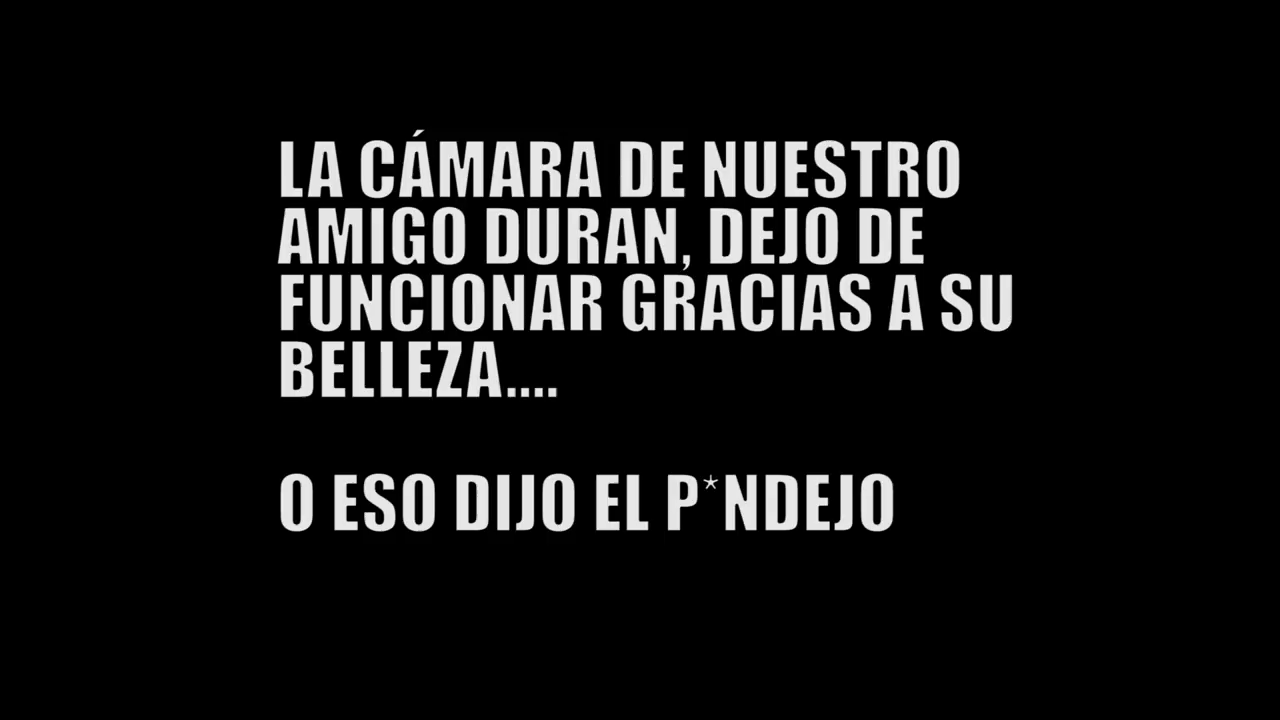 LA CÁMARA DE NUESTRO
AMIGO DURAN, DEJO DE
FUNCIONAR GRACIAS A SU
BELLEZA....
O ESO DIJO EL P*NDEJO